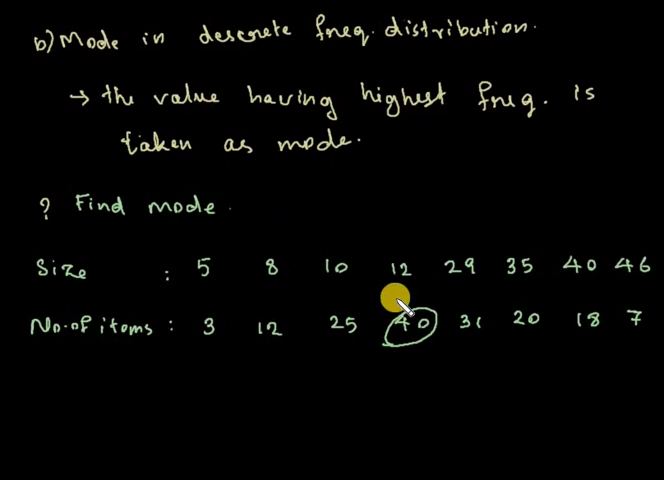 b) Mode in descrete freq. distribution.
→ the value having highest freq. is
taken as mode.
? Find mode.
Size : 5 8 10 12 29 35 40 46
No. of items : 3 12 25 40 31 20 18 7